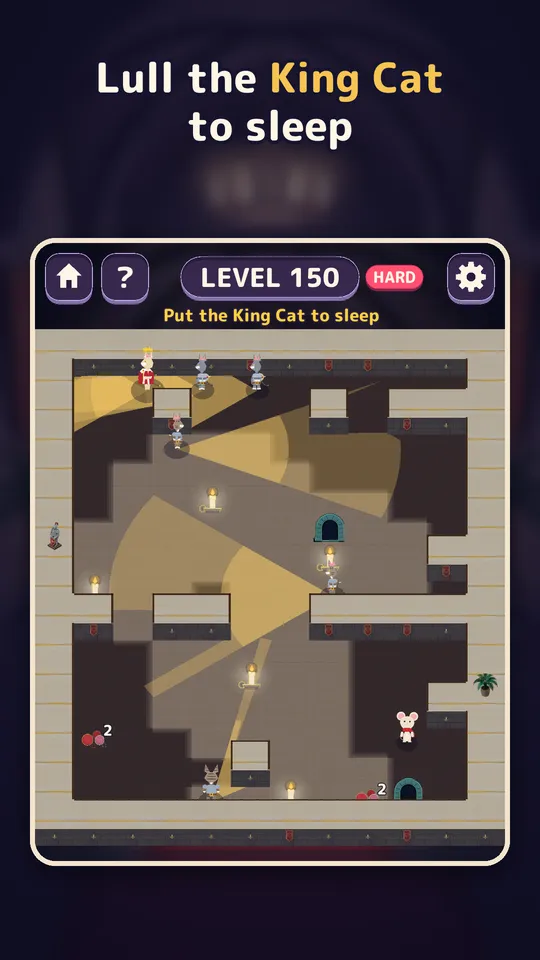 Lull the King Cat
to sleep
?
LEVEL 150
HARD
Put the King Cat to sleep
2
2